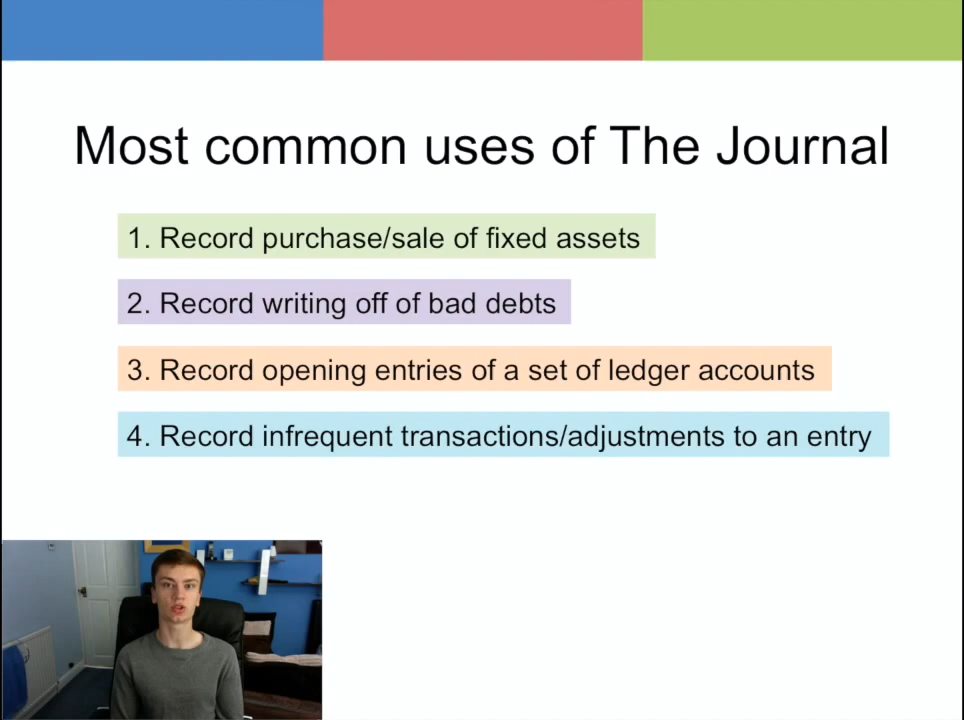 Most common uses of The Journal
1. Record purchase/sale of fixed assets
2. Record writing off of bad debts
3. Record opening entries of a set of ledger accounts
4. Record infrequent transactions/adjustments to an entry